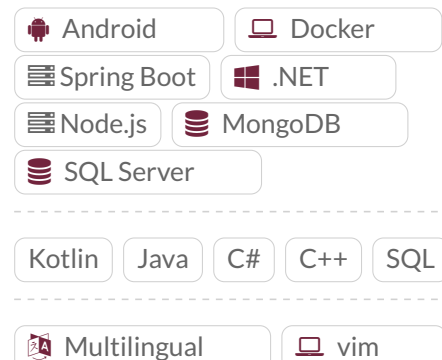 Android Docker
Spring Boot .NET
Node.js MongoDB
SQL Server
Kotlin Java C# C++ SQL
Multilingual vim